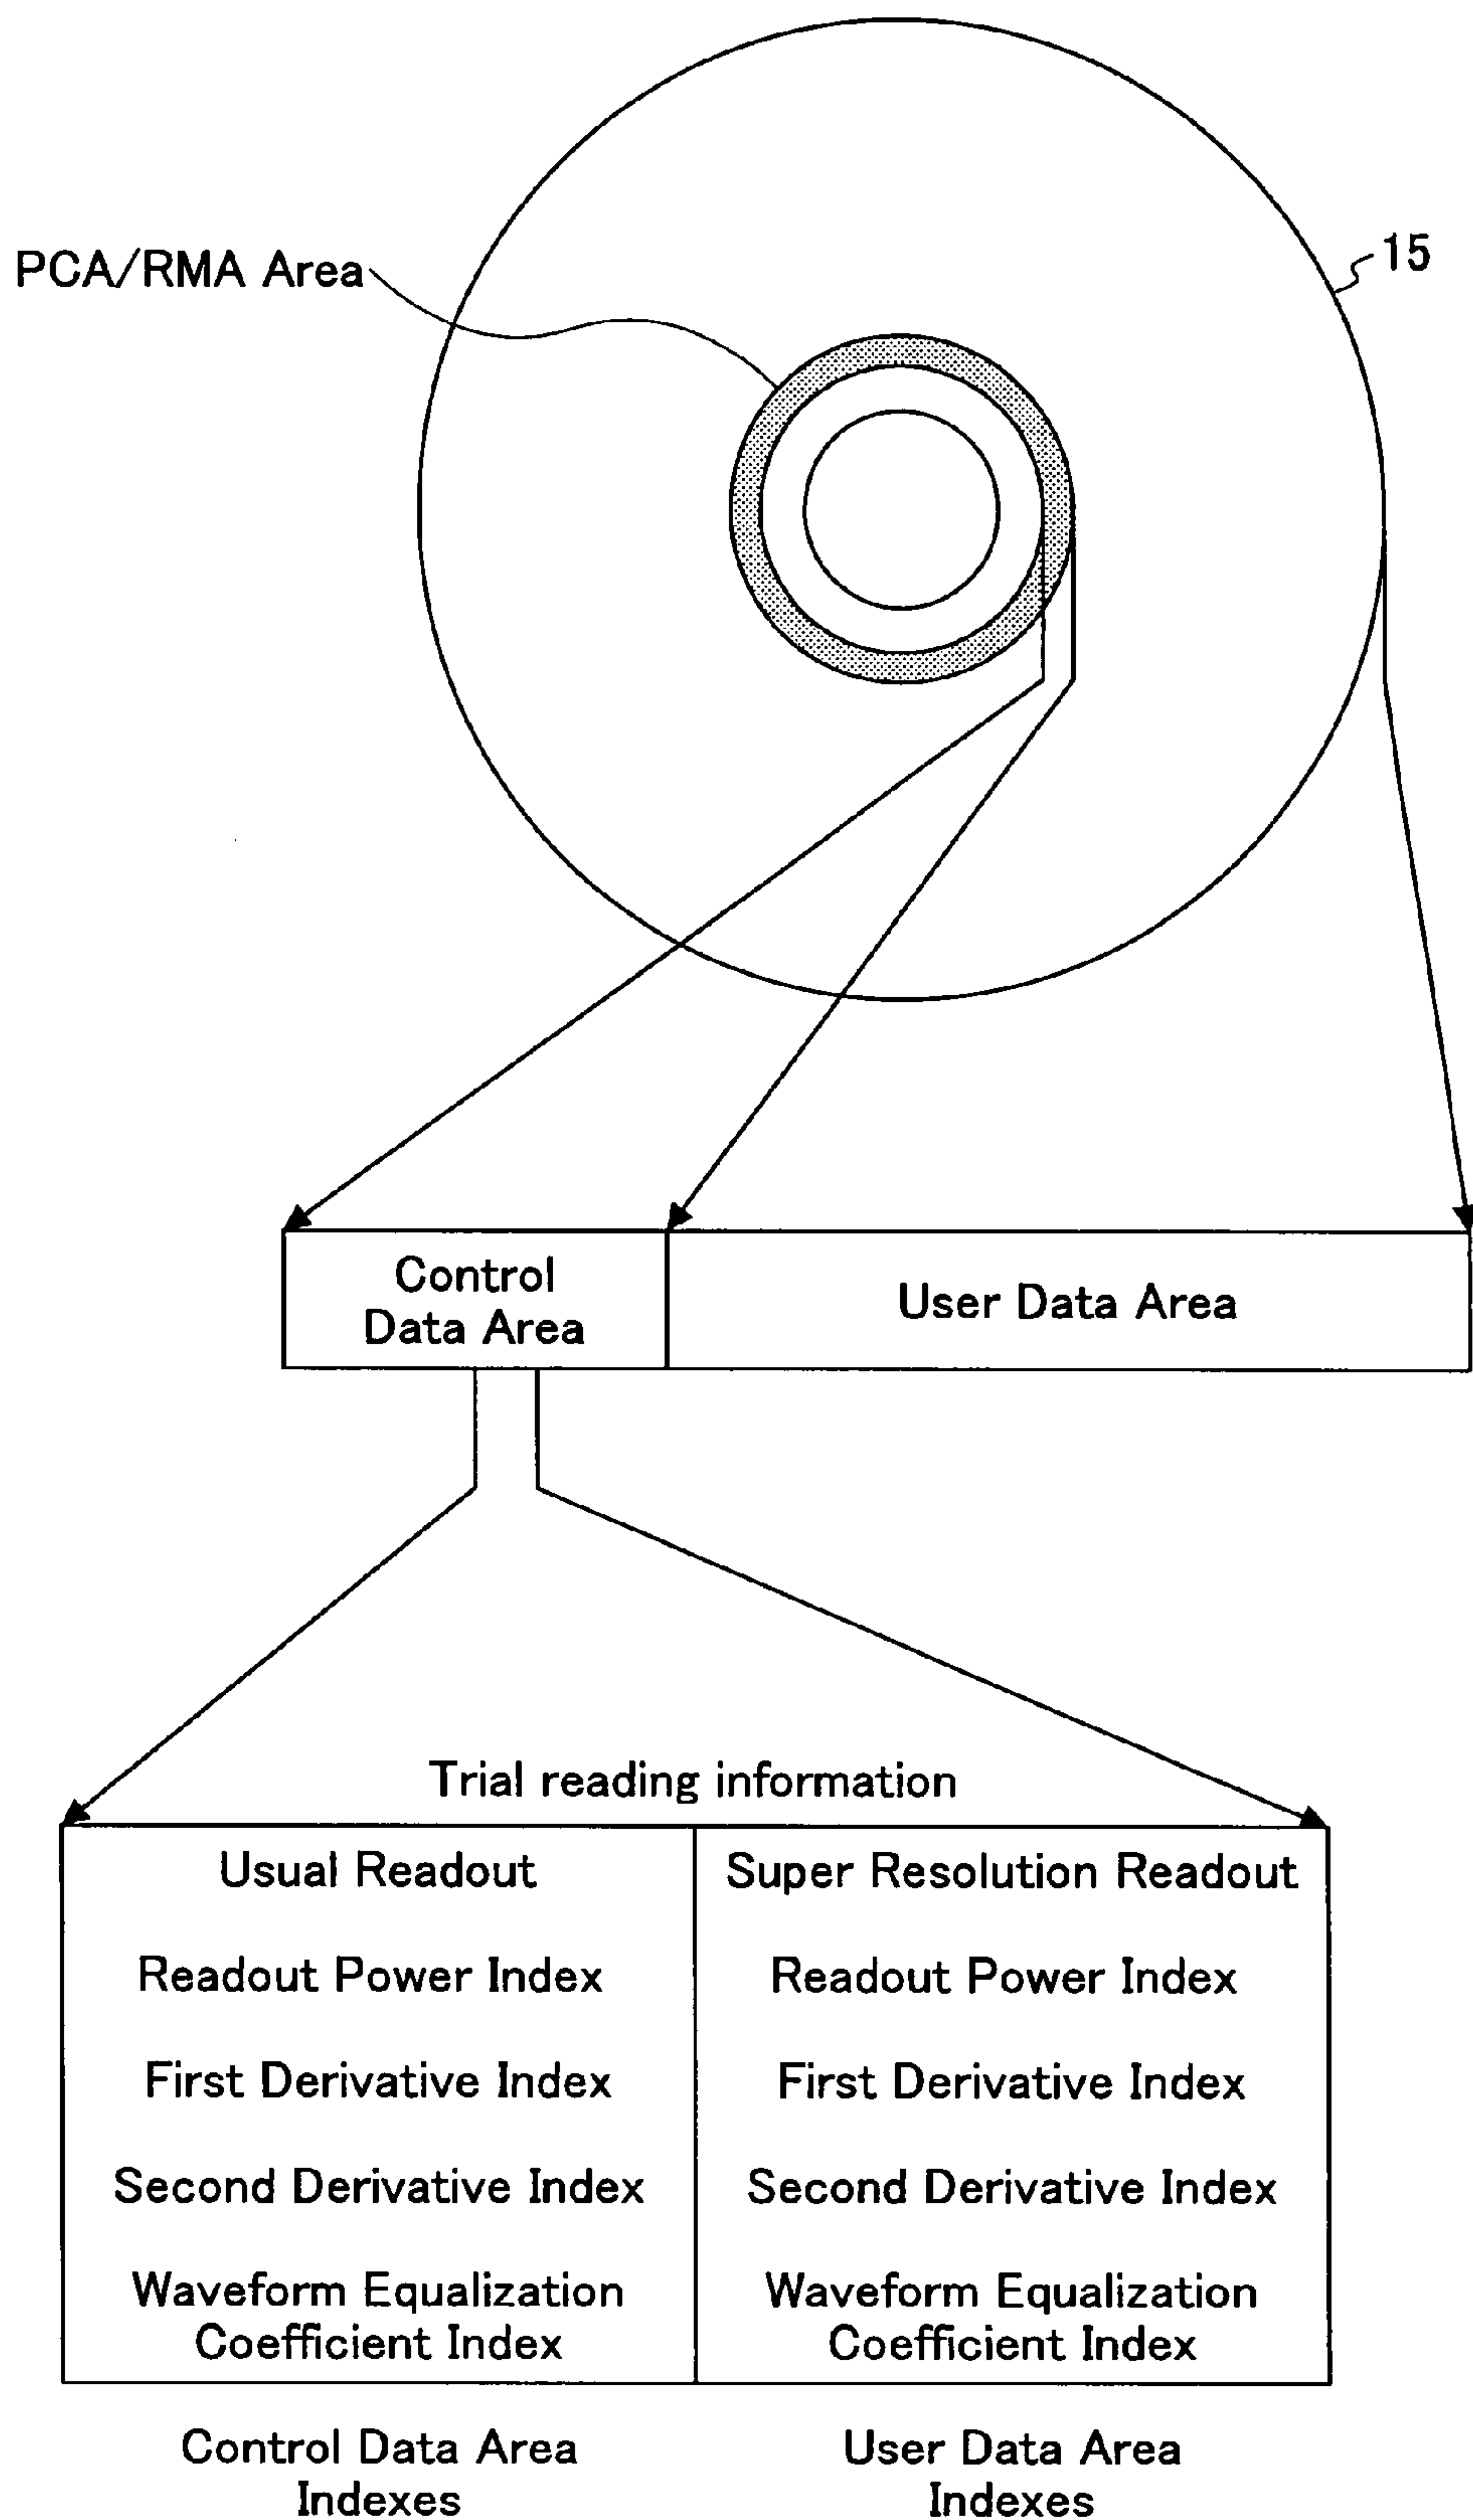 15
PCA/RMA Area
Control
Data Area
User Data Area
Trial reading information
Usual Readout
Readout Power Index
First Derivative Index
Second Derivative Index
Waveform Equalization
Coefficient Index
Super Resolution Readout
Readout Power Index
First Derivative Index
Second Derivative Index
Waveform Equalization
Coefficient Index
Control Data Area
Indexes
User Data Area
Indexes